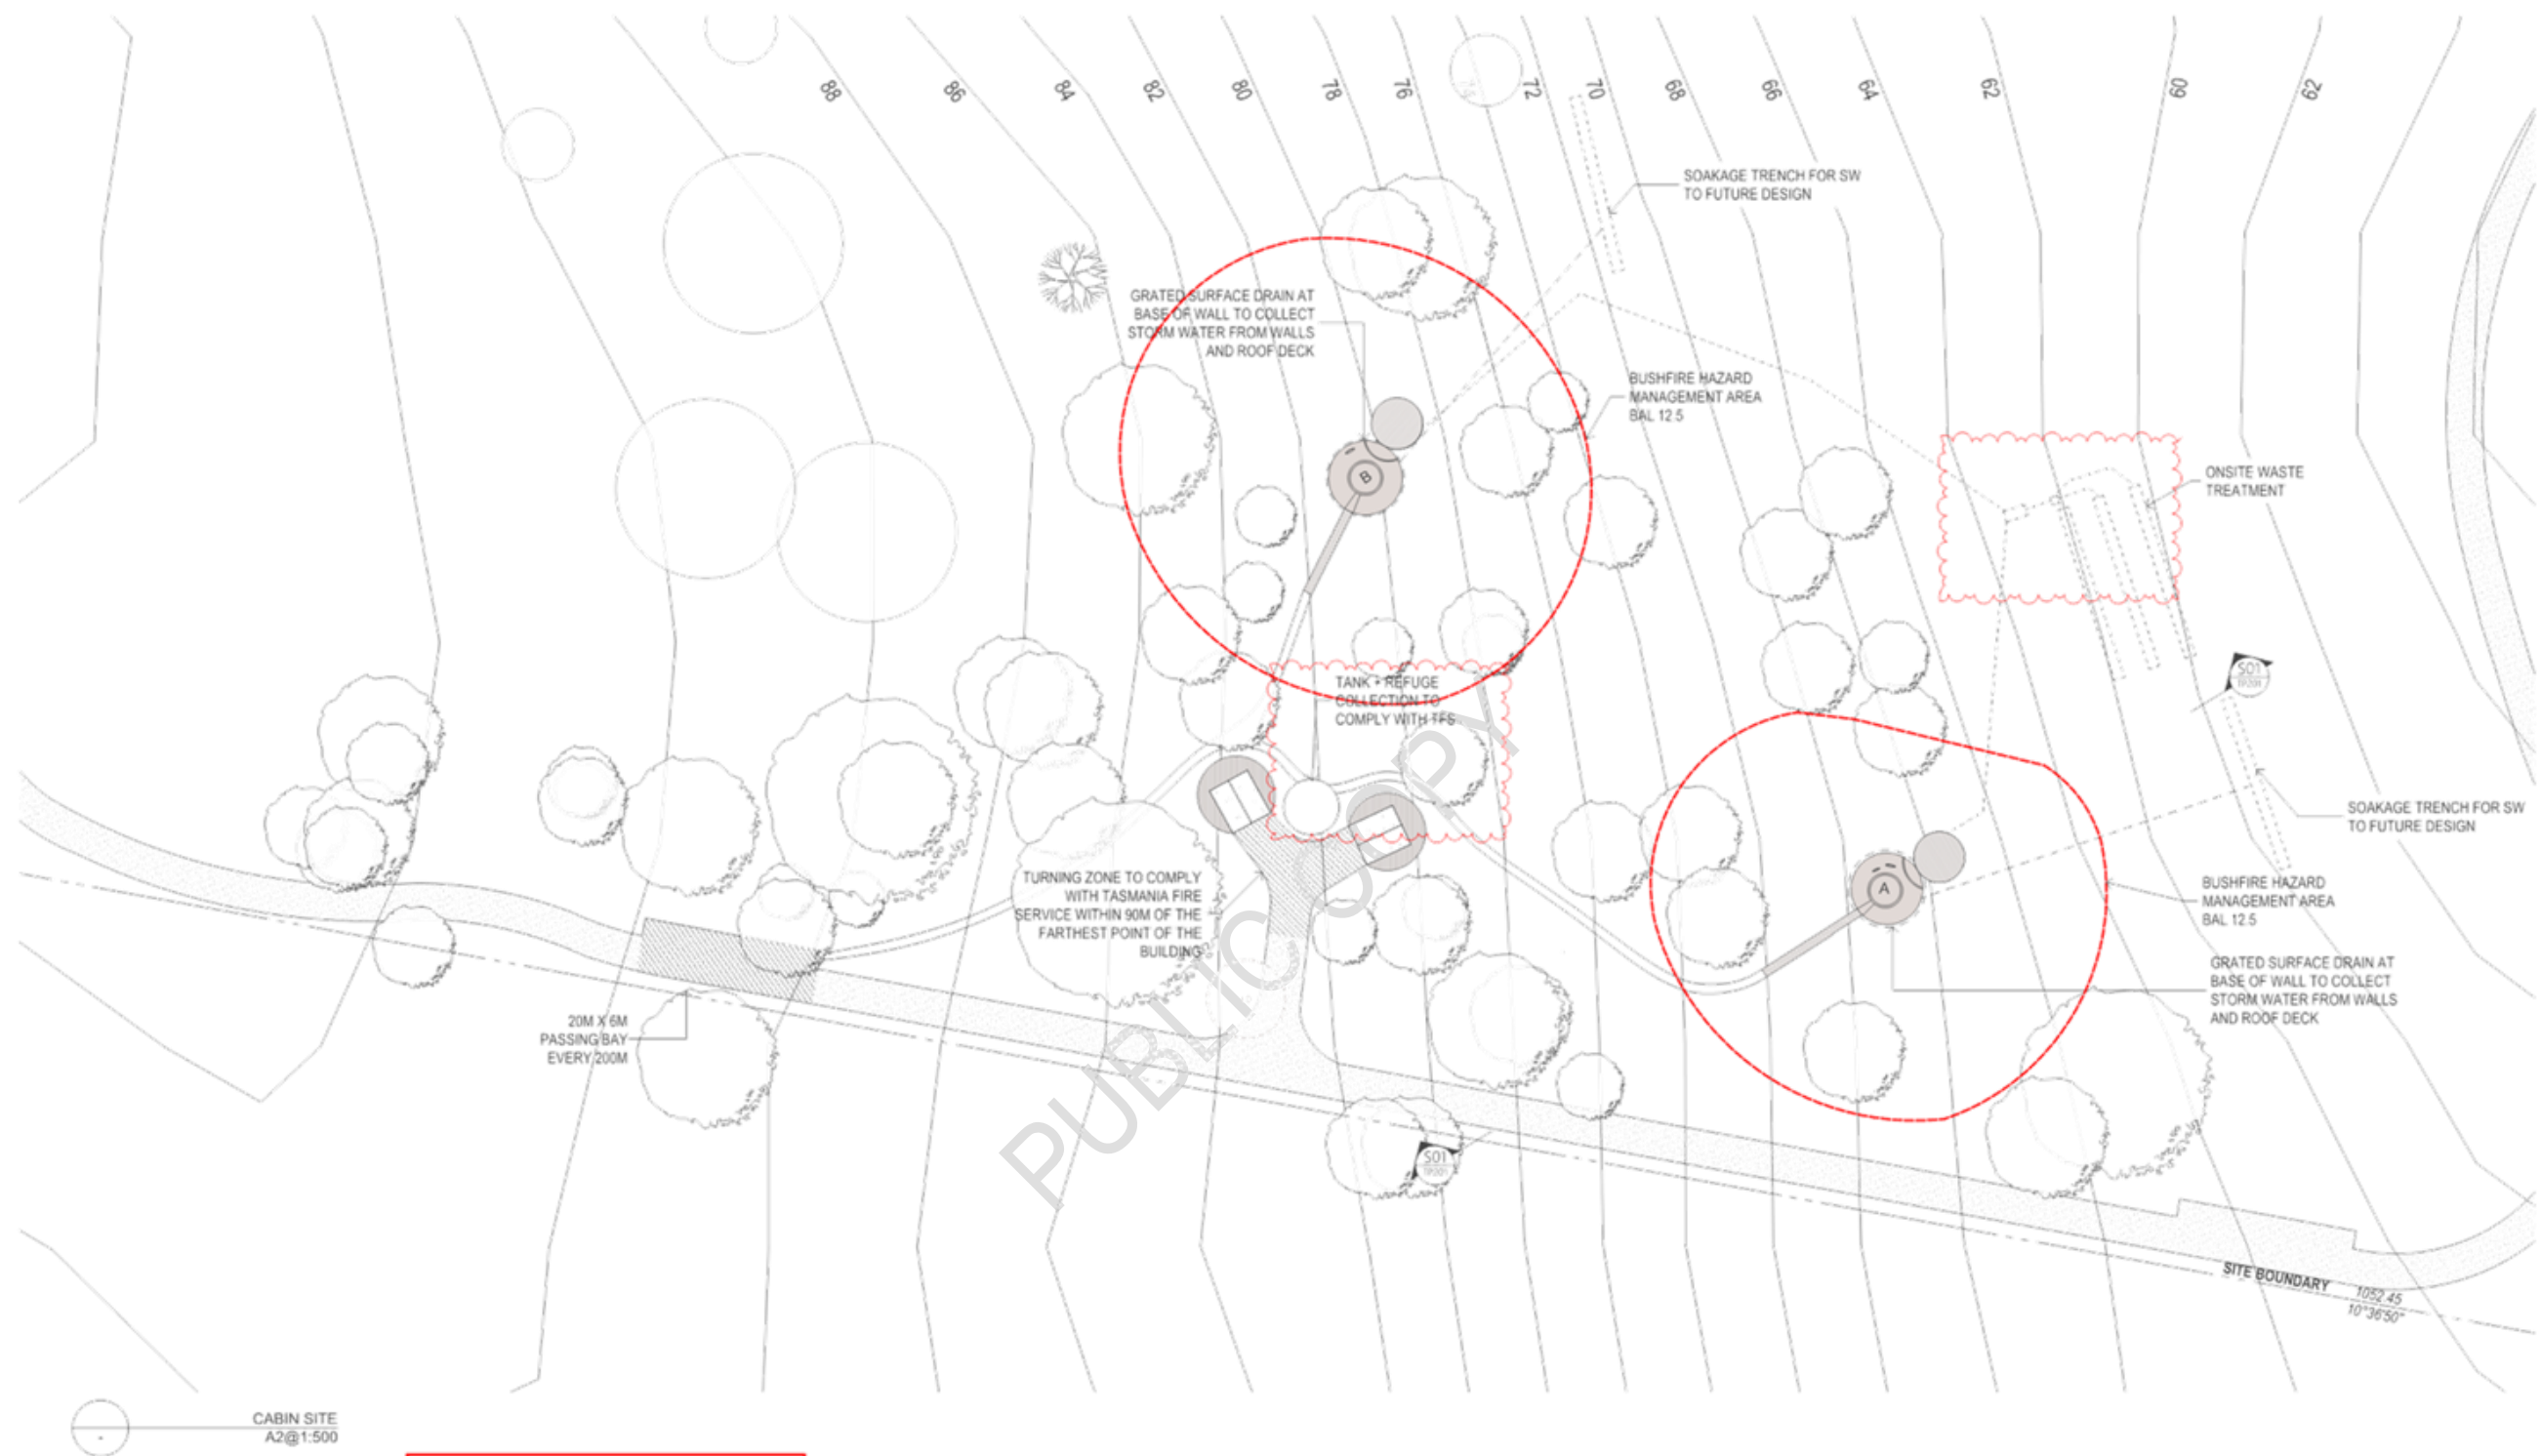 88
86
84
82
80
78
76
72
70
68
66
64
62
60
62
SOAKAGE TRENCH FOR SW
TO FUTURE DESIGN
GRATED SURFACE DRAIN AT
BASE OF WALL TO COLLECT
STORM WATER FROM WALLS
AND ROOF DECK
BUSHFIRE HAZARD
MANAGEMENT AREA
BAL 12.5
B
ONSITE WASTE
TREATMENT
TANK + REFUGE
COLLECTION TO
COMPLY WITH TFS
S01
TP201
SOAKAGE TRENCH FOR SW
TO FUTURE DESIGN
A
TURNING ZONE TO COMPLY
WITH TASMANIA FIRE
SERVICE WITHIN 90M OF THE
FARTHEST POINT OF THE
BUILDING
BUSHFIRE HAZARD
MANAGEMENT AREA
BAL 12.5
GRATED SURFACE DRAIN AT
BASE OF WALL TO COLLECT
STORM WATER FROM WALLS
AND ROOF DECK
20M X 6M
PASSING BAY
EVERY 200M
PUBLIC COPY
S01
TP201
SITE BOUNDARY
1052.45
10°36'50"
CABIN SITE
A2@1:500